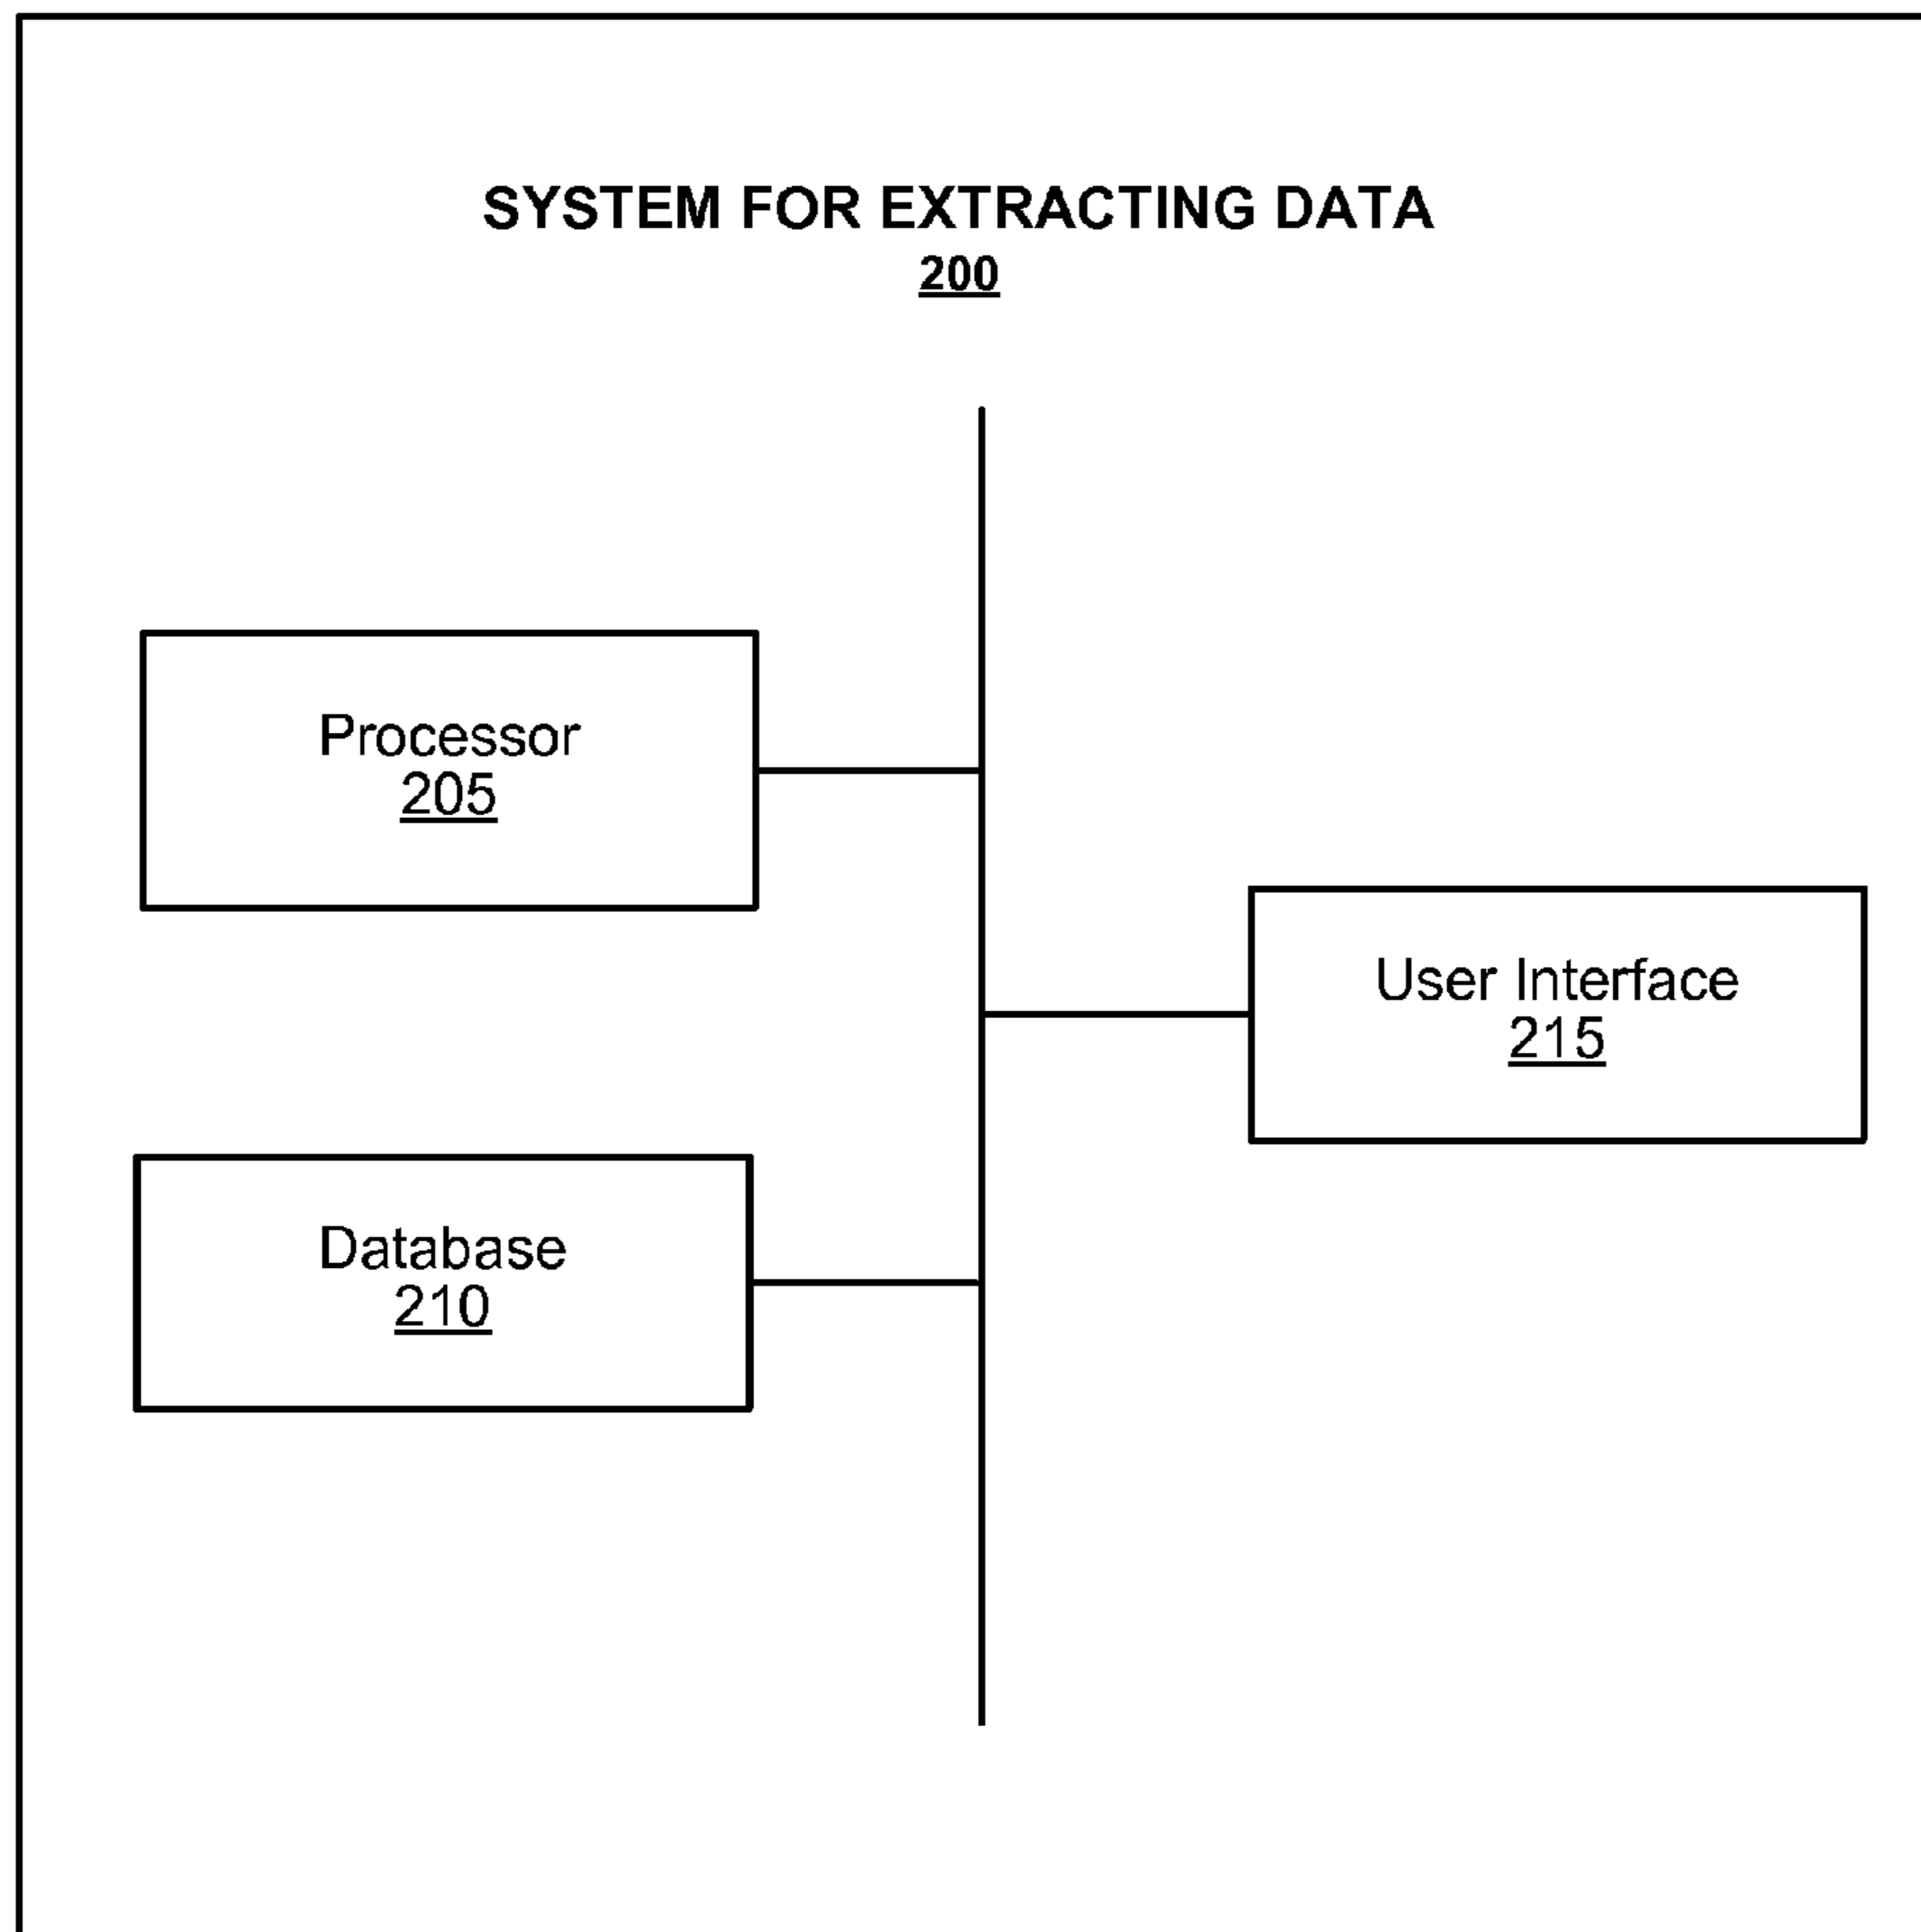 SYSTEM FOR EXTRACTING DATA
200
Processor
205
User Interface
215
Database
210